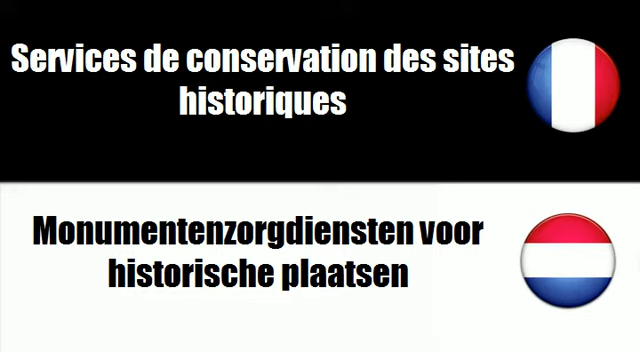 Services de conservation des sites
historiques
Monumentenzorgdiensten voor
historische plaatsen